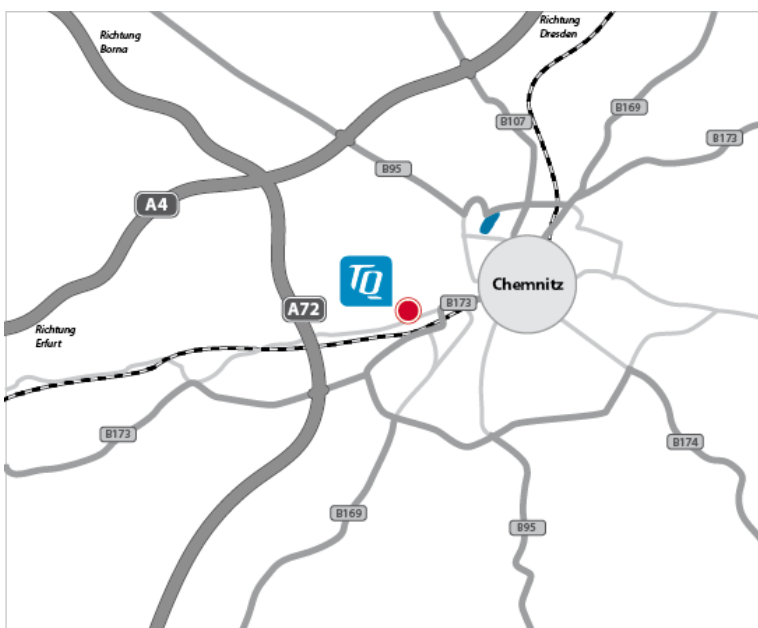 Richtung
Borna
Richtung
Dresden
B107
B169
B173
B95
A4
TQ
Chemnitz
A72
B173
Richtung
Erfurt
B173
B174
B169
B95